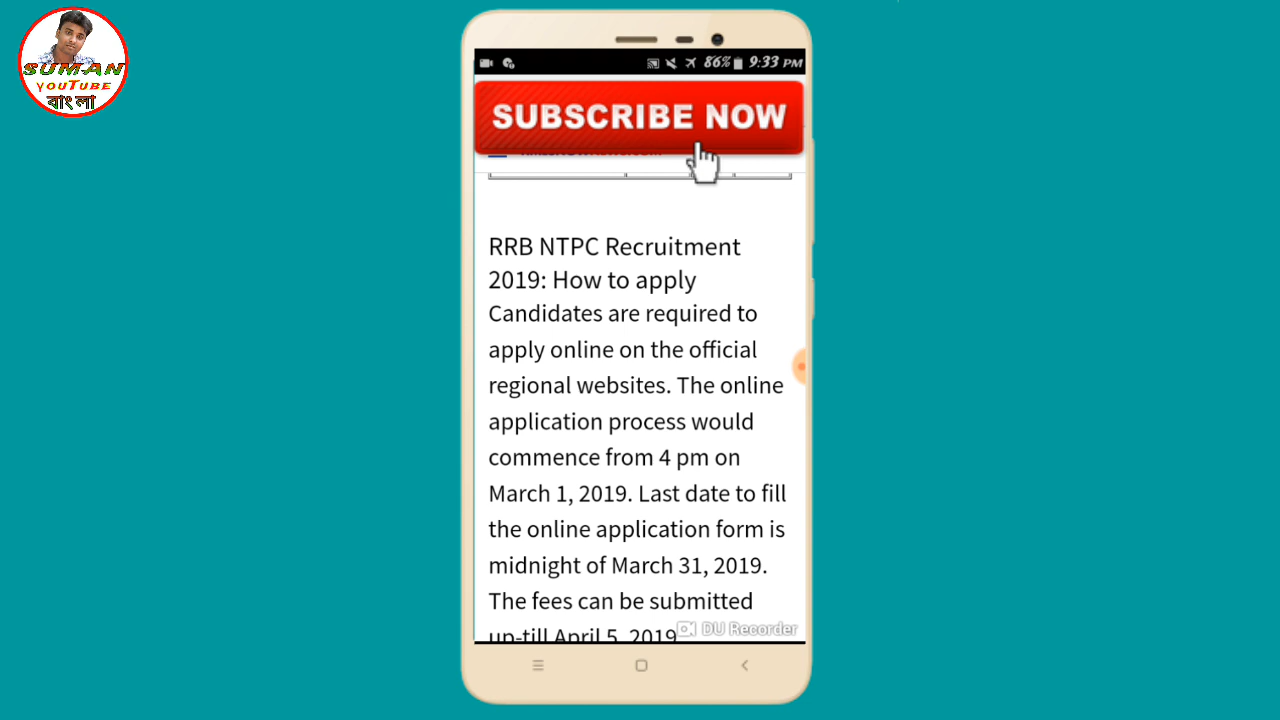 SUMAN
YOUTUBE
বাংলা
86% 9:33 PM
SUBSCRIBE NOW
RRB NTPC Recruitment
2019: How to apply
Candidates are required to
apply online on the official
regional websites. The online
application process would
commence from 4 pm on
March 1, 2019. Last date to fill
the online application form is
midnight of March 31, 2019.
The fees can be submitted
up-till April 5, 2019
DU Recorder